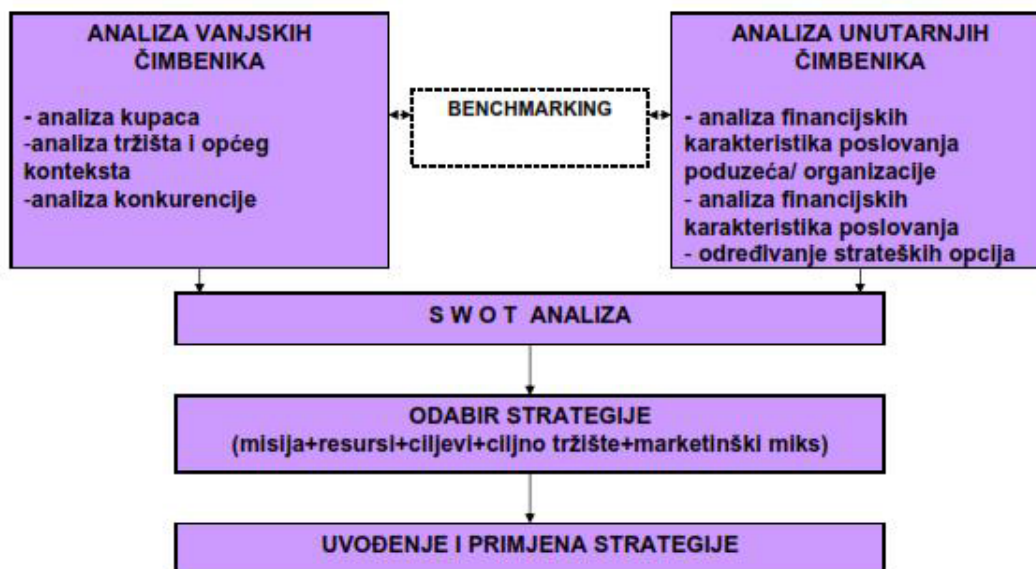 ANALIZA VANJSKIH
ČIMBENIKA
- analiza kupaca
-analiza tržišta i općeg
konteksta
-analiza konkurencije
BENCHMARKING
ANALIZA UNUTARNJIH
ČIMBENIKA
- analiza financijskih
karakteristika poslovanja
poduzeća/ organizacije
- analiza financijskih
karakteristika poslovanja
- određivanje strateških opcija
S W O T ANALIZA
ODABIR STRATEGIJE
(misija+resursi+ciljevi+ciljno tržište+marketinški miks)
UVOĐENJE I PRIMJENA STRATEGIJE